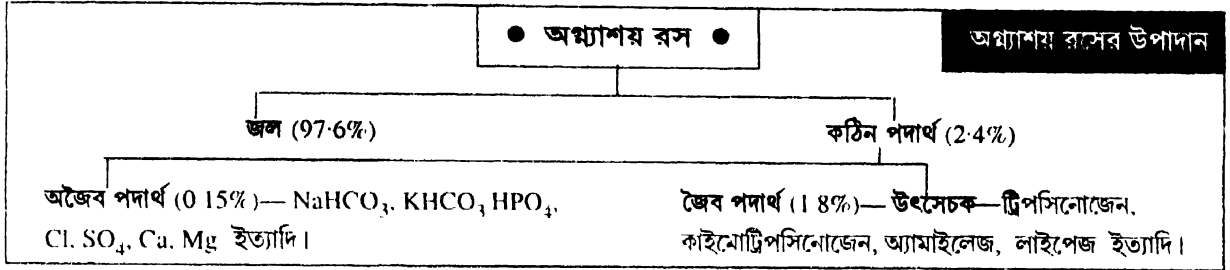 ● অগ্ন্যাশয় রস ●
অগ্ন্যাশয় রসের উপাদান
জল (97·6%)
কঠিন পদার্থ (2·4%)
অজৈব পদার্থ (0 15%)— NaHCO₃, KHCO₃ HPO₄,
Cl. SO₄, Ca. Mg ইত্যাদি।
জৈব পদার্থ (1 8%)— উৎসেচক—ট্রিপসিনোজেন,
কাইমোট্রিপসিনোজেন, অ্যামাইলেজ, লাইপেজ ইত্যাদি।